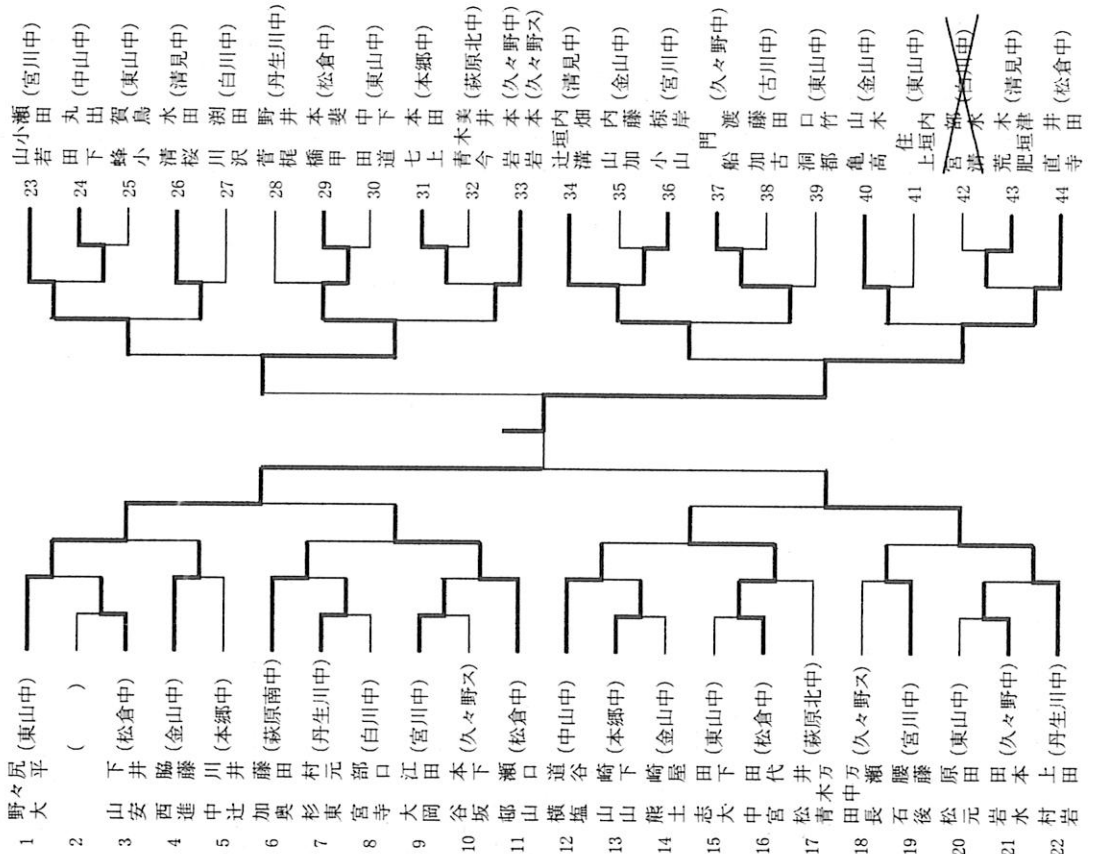 23 山小瀬 若田 (宮川中)
24 田丸 下出 (中山中)
25 蜂賀 小鳥 (東山中)
26 清水 桜田 (清見中)
27 川渕 沢田 (白川中)
28 菅野 梶井 (丹生川中)
29 橋本 甲斐 (松倉中)
30 田中 道下 (東山中)
31 七本 上田 (本郷中)
32 青木美 今井 (萩原北中)
33 岩本 岩本 (久々野中) (久々野ス)
34 辻垣内 溝畑 (清見中)
35 山内 加藤 (金山中)
36 小椋 山岸 (宮川中)
37 門 船渡 (久々野中)
38 加藤 古田 (古川中)
39 洞口 都竹 (東山中)
40 亀山 高木 (金山中)
41 住 上垣内 (東山中)
42 宮部 清水 (白川中)
43 荒木 肥垣津 (清見中)
44 直井 寺田 (松倉中)
1 野々尻 大平 (東山中)
2 ( )
3 山下 安井 (松倉中)
4 西脇 進藤 (金山中)
5 中川 辻井 (本郷中)
6 加藤 奥田 (萩原南中)
7 杉村 東元 (丹生川中)
8 宮部 寺口 (白川中)
9 大江 岡田 (宮川中)
10 谷本 坂下 (久々野ス)
11 瀬 山口 (松倉中)
12 横道 塩谷 (中山中)
13 山崎 山下 (本郷中)
14 熊崎 土屋 (金山中)
15 志田 大下 (東山中)
16 中田 宮代 (松倉中)
17 松井 青木万 (萩原北中)
18 田中万 長瀬 (久々野ス)
19 石腰 後藤 (宮川中)
20 松原 元田 (東山中)
21 岩田 水本 (久々野中)
22 村上 岩田 (丹生川中)